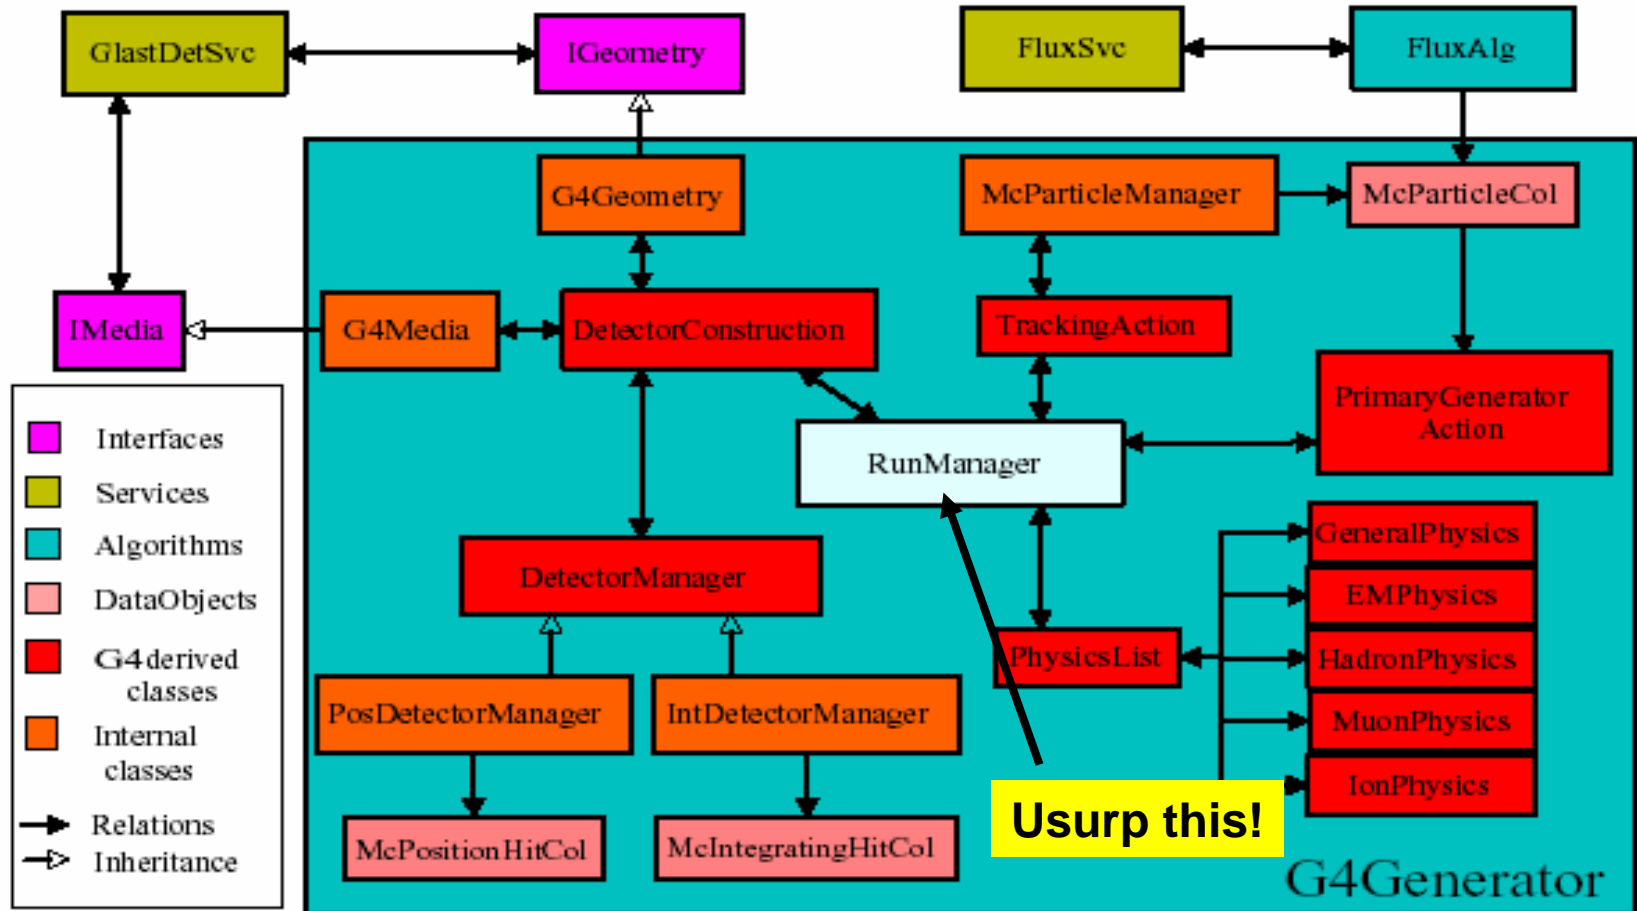 GlastDetSvc
IGeometry
FluxSvc
FluxAlg
G4Geometry
McParticleManager
McParticleCol
IMedia
G4Media
DetectorConstruction
TrackingAction
PrimaryGenerator
Action
RunManager
Interfaces
Services
Algorithms
DataObjects
G4derived
classes
Internal
classes
Relations
Inheritance
DetectorManager
GeneralPhysics
EMPhysics
PhysicsList
HadronPhysics
PosDetectorManager
IntDetectorManager
MuonPhysics
IonPhysics
Usurp this!
McPositionHitCol
McIntegratingHitCol
G4Generator